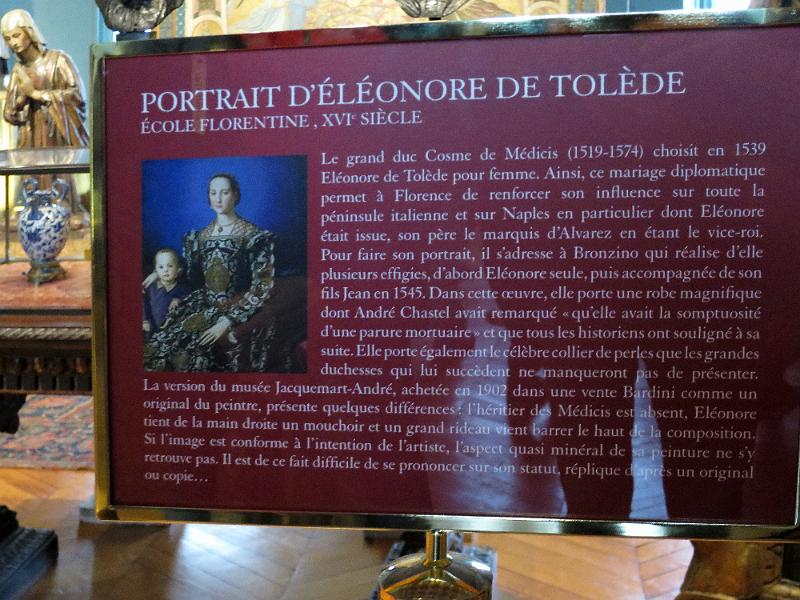 PORTRAIT D'ÉLÉONORE DE TOLÈDE
ÉCOLE FLORENTINE , XVIe SIÈCLE
Le grand duc Cosme de Médicis (1519-1574) choisit en 1539
Eléonore de Tolède pour femme. Ainsi, ce mariage diplomatique
permet à Florence de renforcer son influence sur toute la
péninsule italienne et sur Naples en particulier dont Eléonore
était issue, son père le marquis d'Alvarez en étant le vice-roi.
Pour faire son portrait, il s'adresse à Bronzino qui réalise d'elle
plusieurs effigies, d'abord Eléonore seule, puis accompagnée de son
fils Jean en 1545. Dans cette œuvre, elle porte une robe magnifique
dont André Chastel avait remarqué « qu'elle avait la somptuosité
d'une parure mortuaire » et que tous les historiens ont souligné à sa
suite. Elle porte également le célèbre collier de perles que les grandes
duchesses qui lui succèdent ne manqueront pas de présenter.
La version du musée Jacquemart-André, achetée en 1902 dans une vente Bardini comme un
original du peintre, présente quelques différences : l'héritier des Médicis est absent, Eléonore
tient de la main droite un mouchoir et un grand rideau vient barrer le haut de la composition.
Si l'image est conforme à l'intention de l'artiste, l'aspect quasi minéral de sa peinture ne s'y
retrouve pas. Il est de ce fait difficile de se prononcer sur son statut, réplique d'après un original
ou copie…